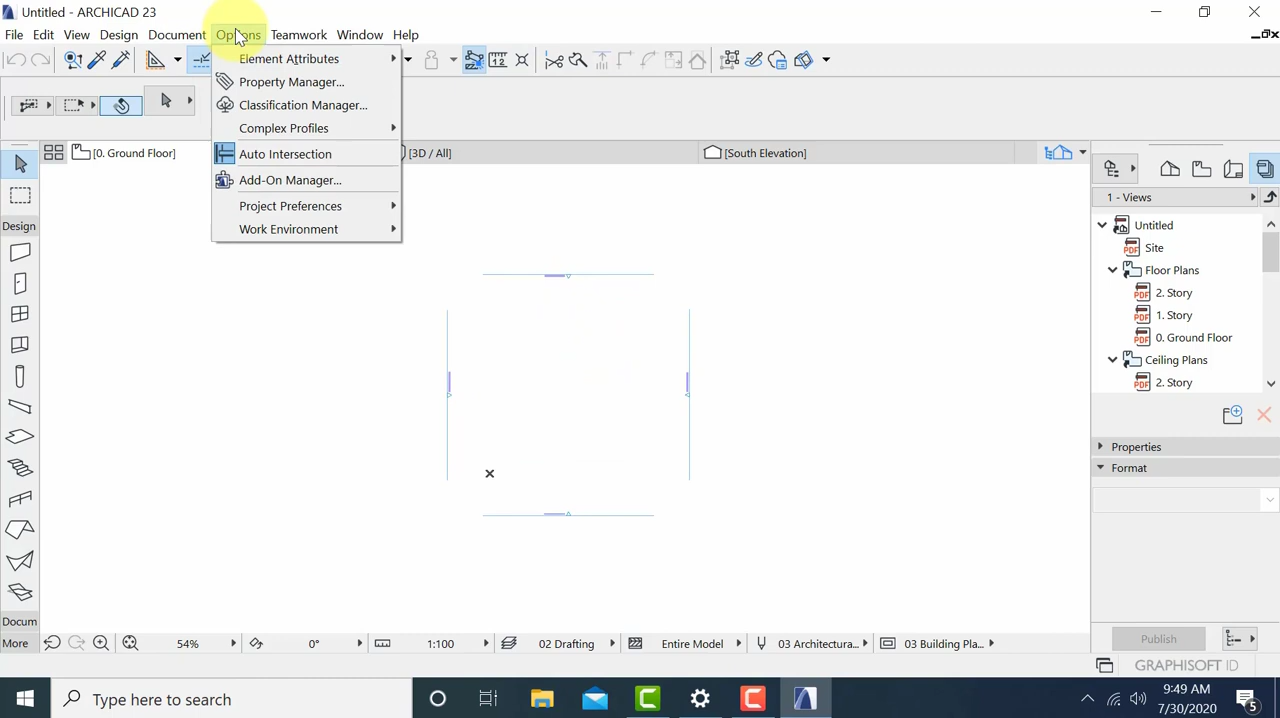 Untitled - ARCHICAD 23
File Edit View Design Document Options Teamwork Window Help
Element Attributes
Property Manager...
Classification Manager...
Complex Profiles
Auto Intersection
Add-On Manager...
Project Preferences
Work Environment
[0. Ground Floor]
[3D / All]
[South Elevation]
1 - Views
Untitled
Site
Floor Plans
2. Story
1. Story
0. Ground Floor
Ceiling Plans
2. Story
Properties
Format
Publish
GRAPHISOFT ID
Design
Docum
More
54%
0°
1:100
02 Drafting
Entire Model
03 Architectura...
03 Building Pla...
Type here to search
9:49 AM
7/30/2020
5